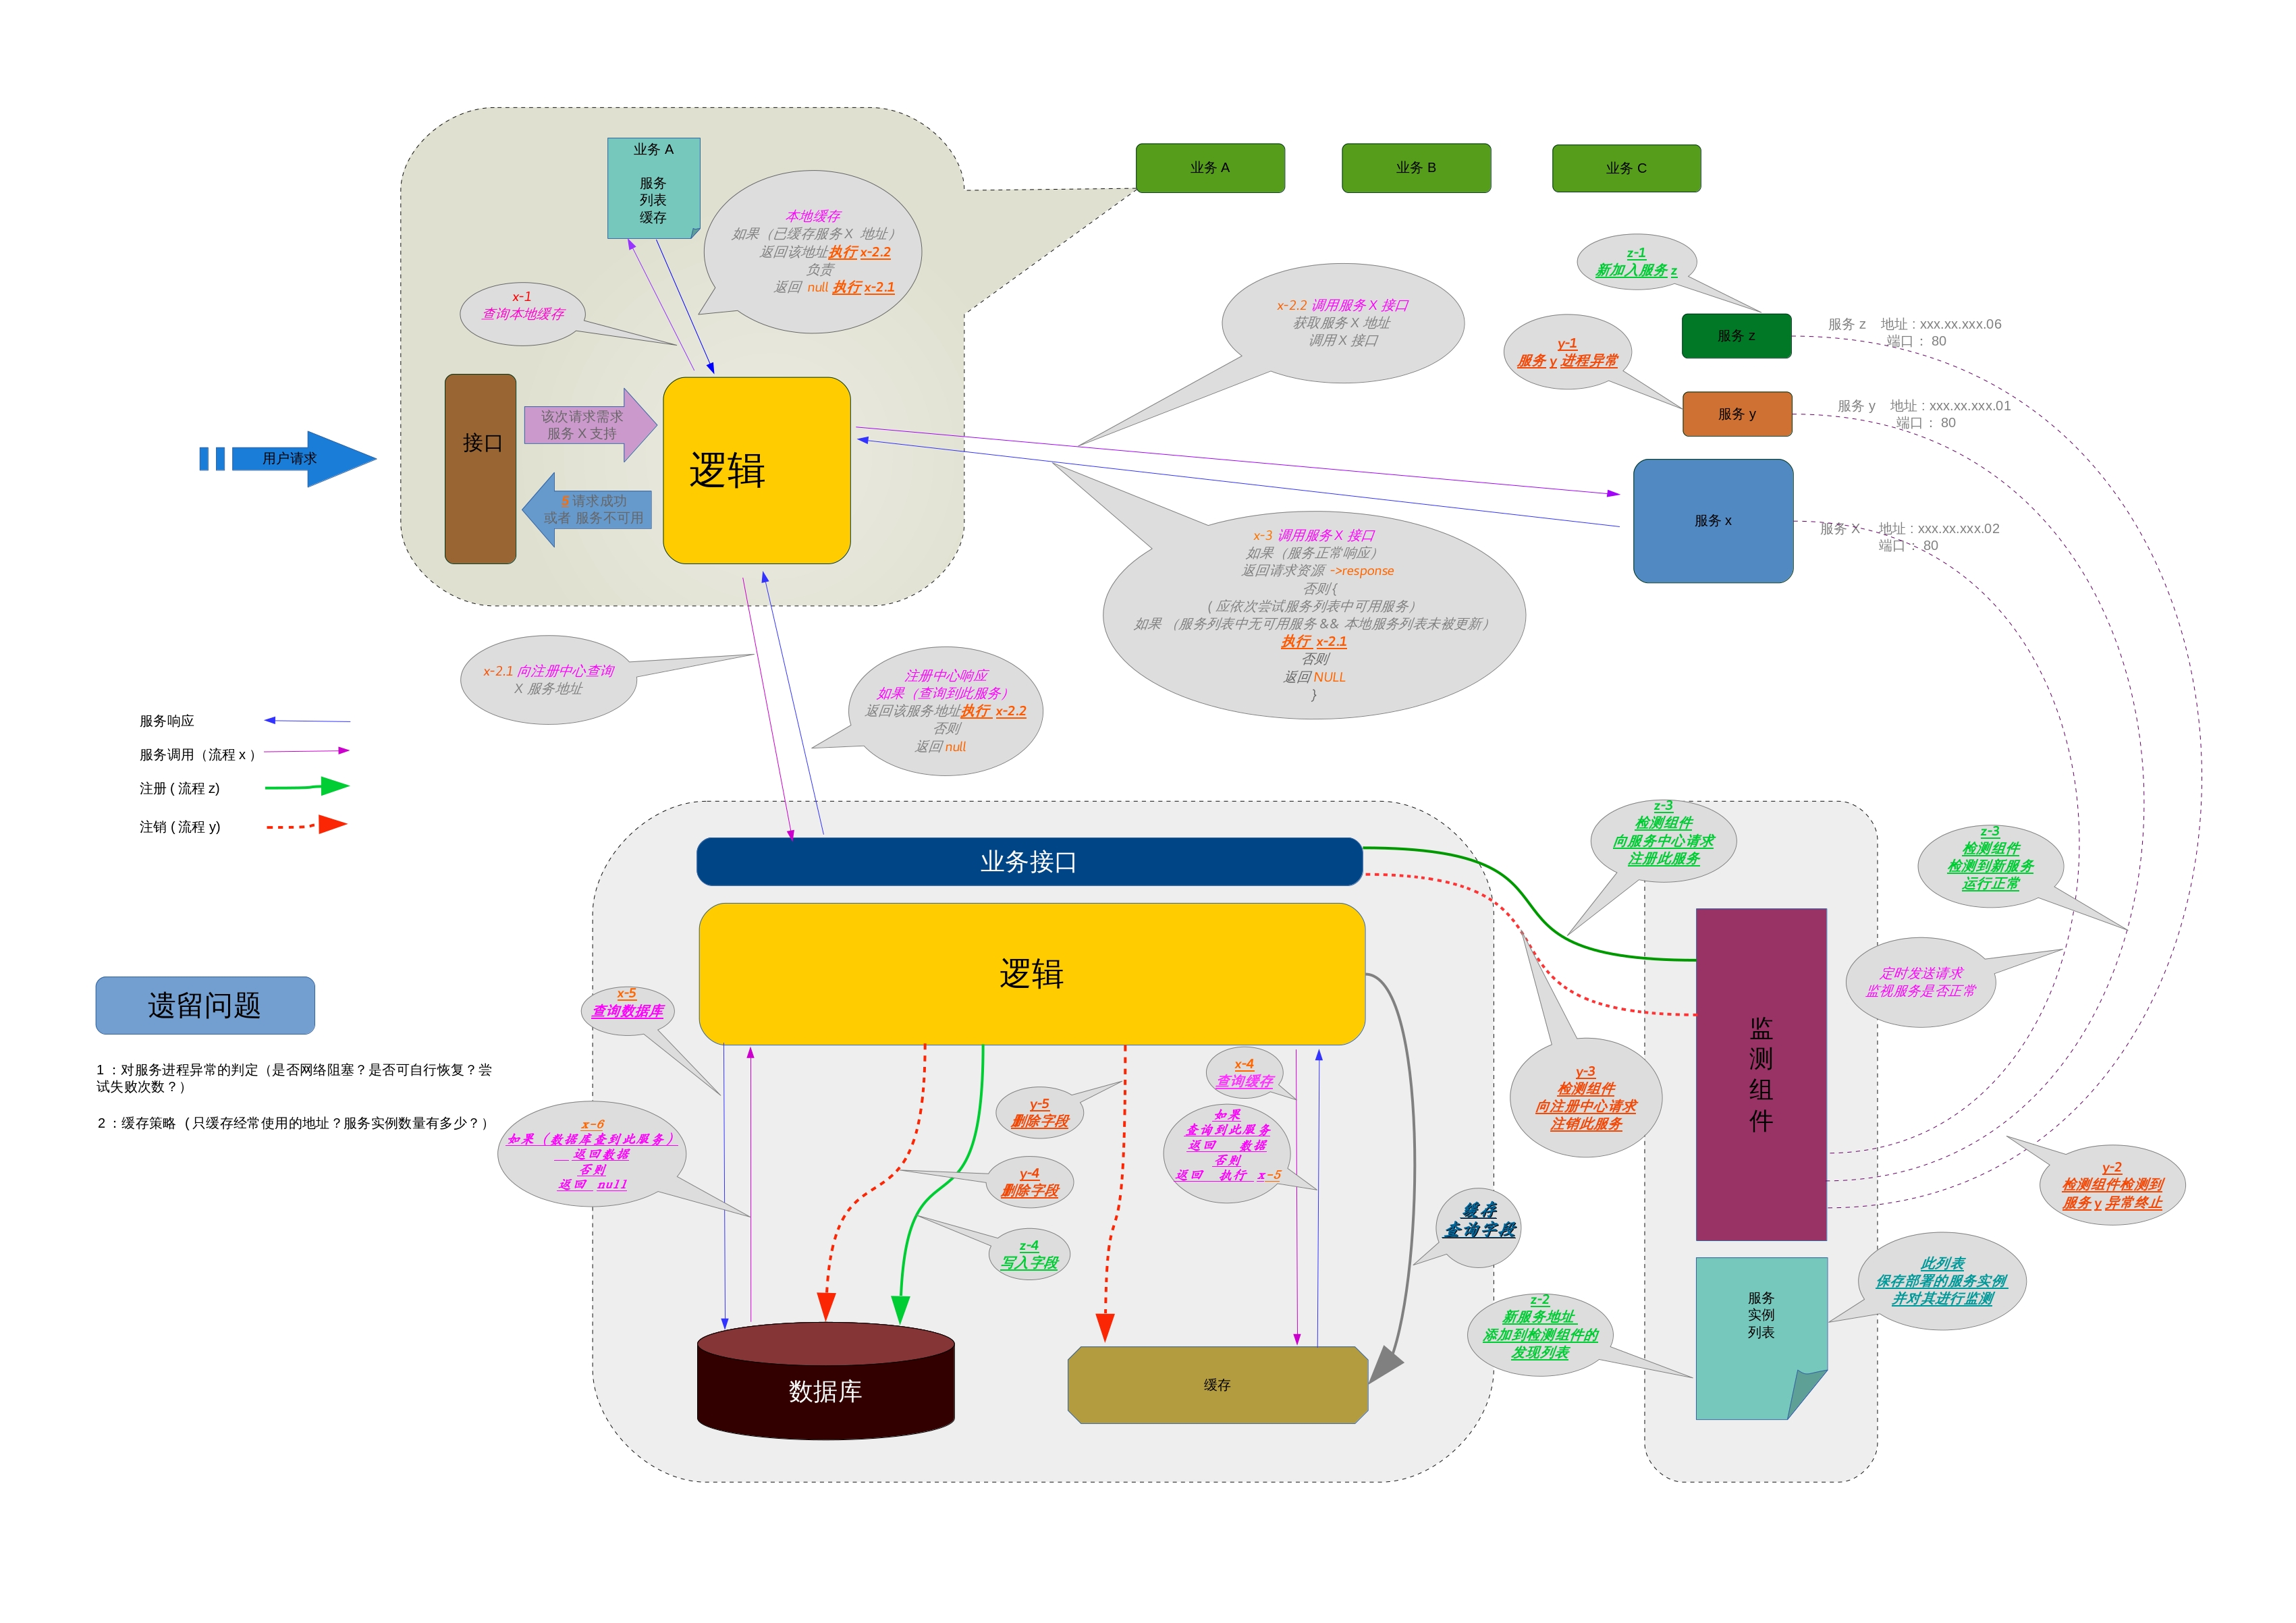 业务 A
服务
列表
缓存
本地缓存
如果（已缓存服务 X 地址）
返回该地址执行 x-2.2
负责
返回 null 执行 x-2.1
x-1
查询本地缓存
接口
该次请求需求
服务 X 支持
请求成功
或者 服务不可用
逻辑
用户请求
业务 A
业务 B
业务 C
z-1
新加入服务 z
服务 z
服务 z 地址 : xxx.xx.xxx.06
端口 : 80
y-1
服务 y 进程异常
服务 y
服务 y 地址 : xxx.xx.xxx.01
端口 : 80
服务 x
服务 X 地址 : xxx.xx.xxx.02
端口 : 80
x-2.2 调用服务 X 接口
获取服务 X 地址
调用 X 接口
x-3 调用服务 X 接口
如果（服务正常响应）
返回请求资源 ->response
否则 {
( 应依次尝试服务列表中可用服务）
如果 （服务列表中无可用服务 && 本地服务列表未被更新）
执行 x-2.1
否则
返回 NULL
}
x-2.1 向注册中心查询
X 服务地址
注册中心响应
如果（查询到此服务）
返回该服务地址执行 x-2.2
否则
返回 null
服务响应
服务调用（流程 x ）
注册 ( 流程 z)
注销 ( 流程 y)
遗留问题
1 ：对服务进程异常的判定（是否网络阻塞？是否可自行恢复？尝
试失败次数？）
2 ：缓存策略 （只缓存经常使用的地址？服务实例数量有多少？）
业务接口
逻辑
x-5
查询数据库
x-6
如果（数据库查到此服务）
返回数据
否则
返回 null
y-5
删除字段
y-4
删除字段
z-4
写入字段
x-4
查询缓存
如果
查询到此服务
返回 数据
否则
返回 执行 x-5
缓存
查询字段
数据库
缓存
z-3
检测组件
向服务中心请求
注册此服务
z-3
检测组件
检测到新服务
运行正常
定时发送请求
监视服务是否正常
y-3
检测组件
向注册中心请求
注销此服务
监
测
组
件
y-2
检测组件检测到
服务 y 异常终止
z-2
新服务地址
添加到检测组件的
发现列表
服务
实例
列表
此列表
保存部署的服务实例
并对其进行监测